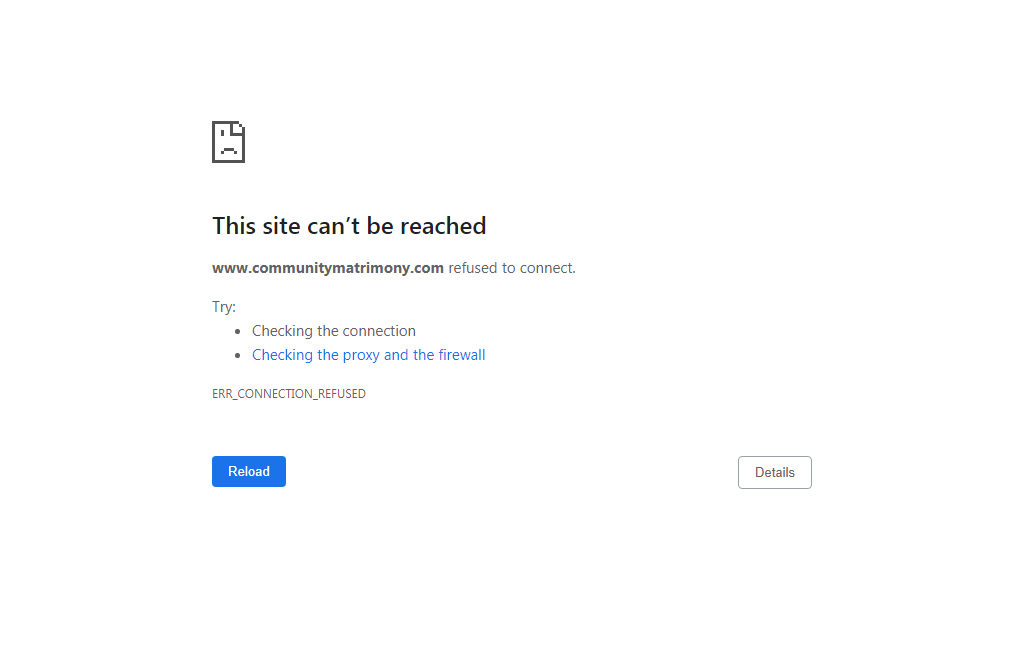 This site can’t be reached
www.communitymatrimony.com refused to connect.
Try:
Checking the connection
Checking the proxy and the firewall
ERR_CONNECTION_REFUSED
Reload
Details